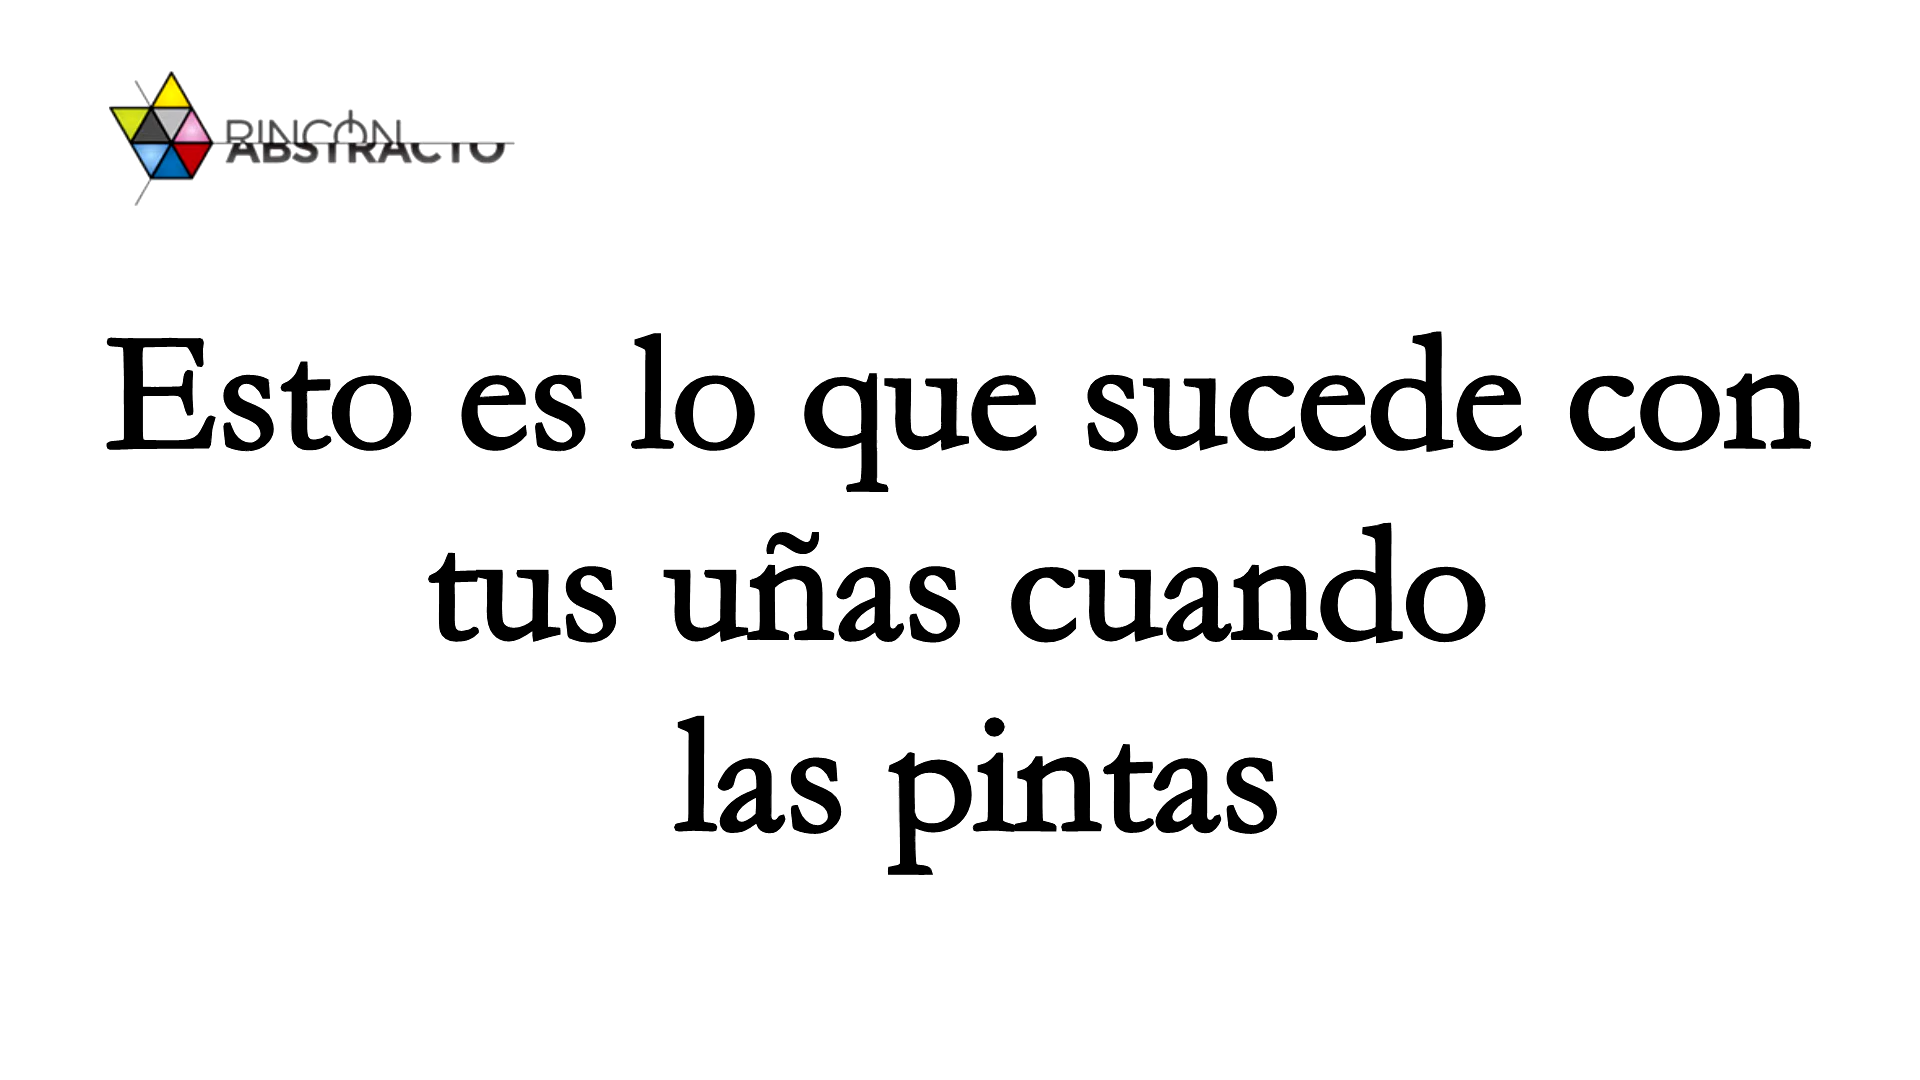 RINCÓN
ABSTRACTO
Esto es lo que sucede con
tus uñas cuando
las pintas